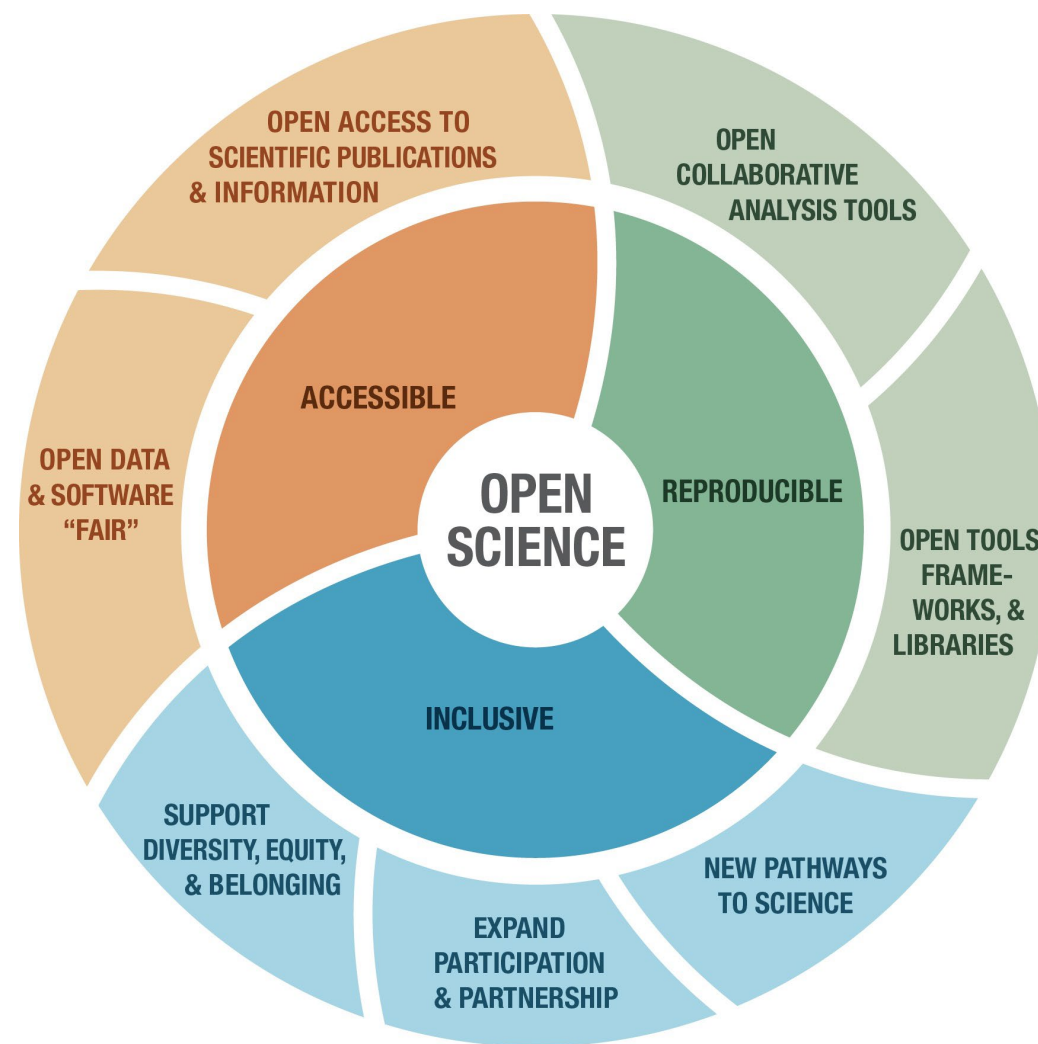 OPEN
SCIENCE
ACCESSIBLE
REPRODUCIBLE
INCLUSIVE
OPEN ACCESS TO
SCIENTIFIC PUBLICATIONS
& INFORMATION
OPEN
COLLABORATIVE
ANALYSIS TOOLS
OPEN TOOLS
FRAME-
WORKS, &
LIBRARIES
NEW PATHWAYS
TO SCIENCE
EXPAND
PARTICIPATION
& PARTNERSHIP
SUPPORT
DIVERSITY, EQUITY,
& BELONGING
OPEN DATA
& SOFTWARE
“FAIR”